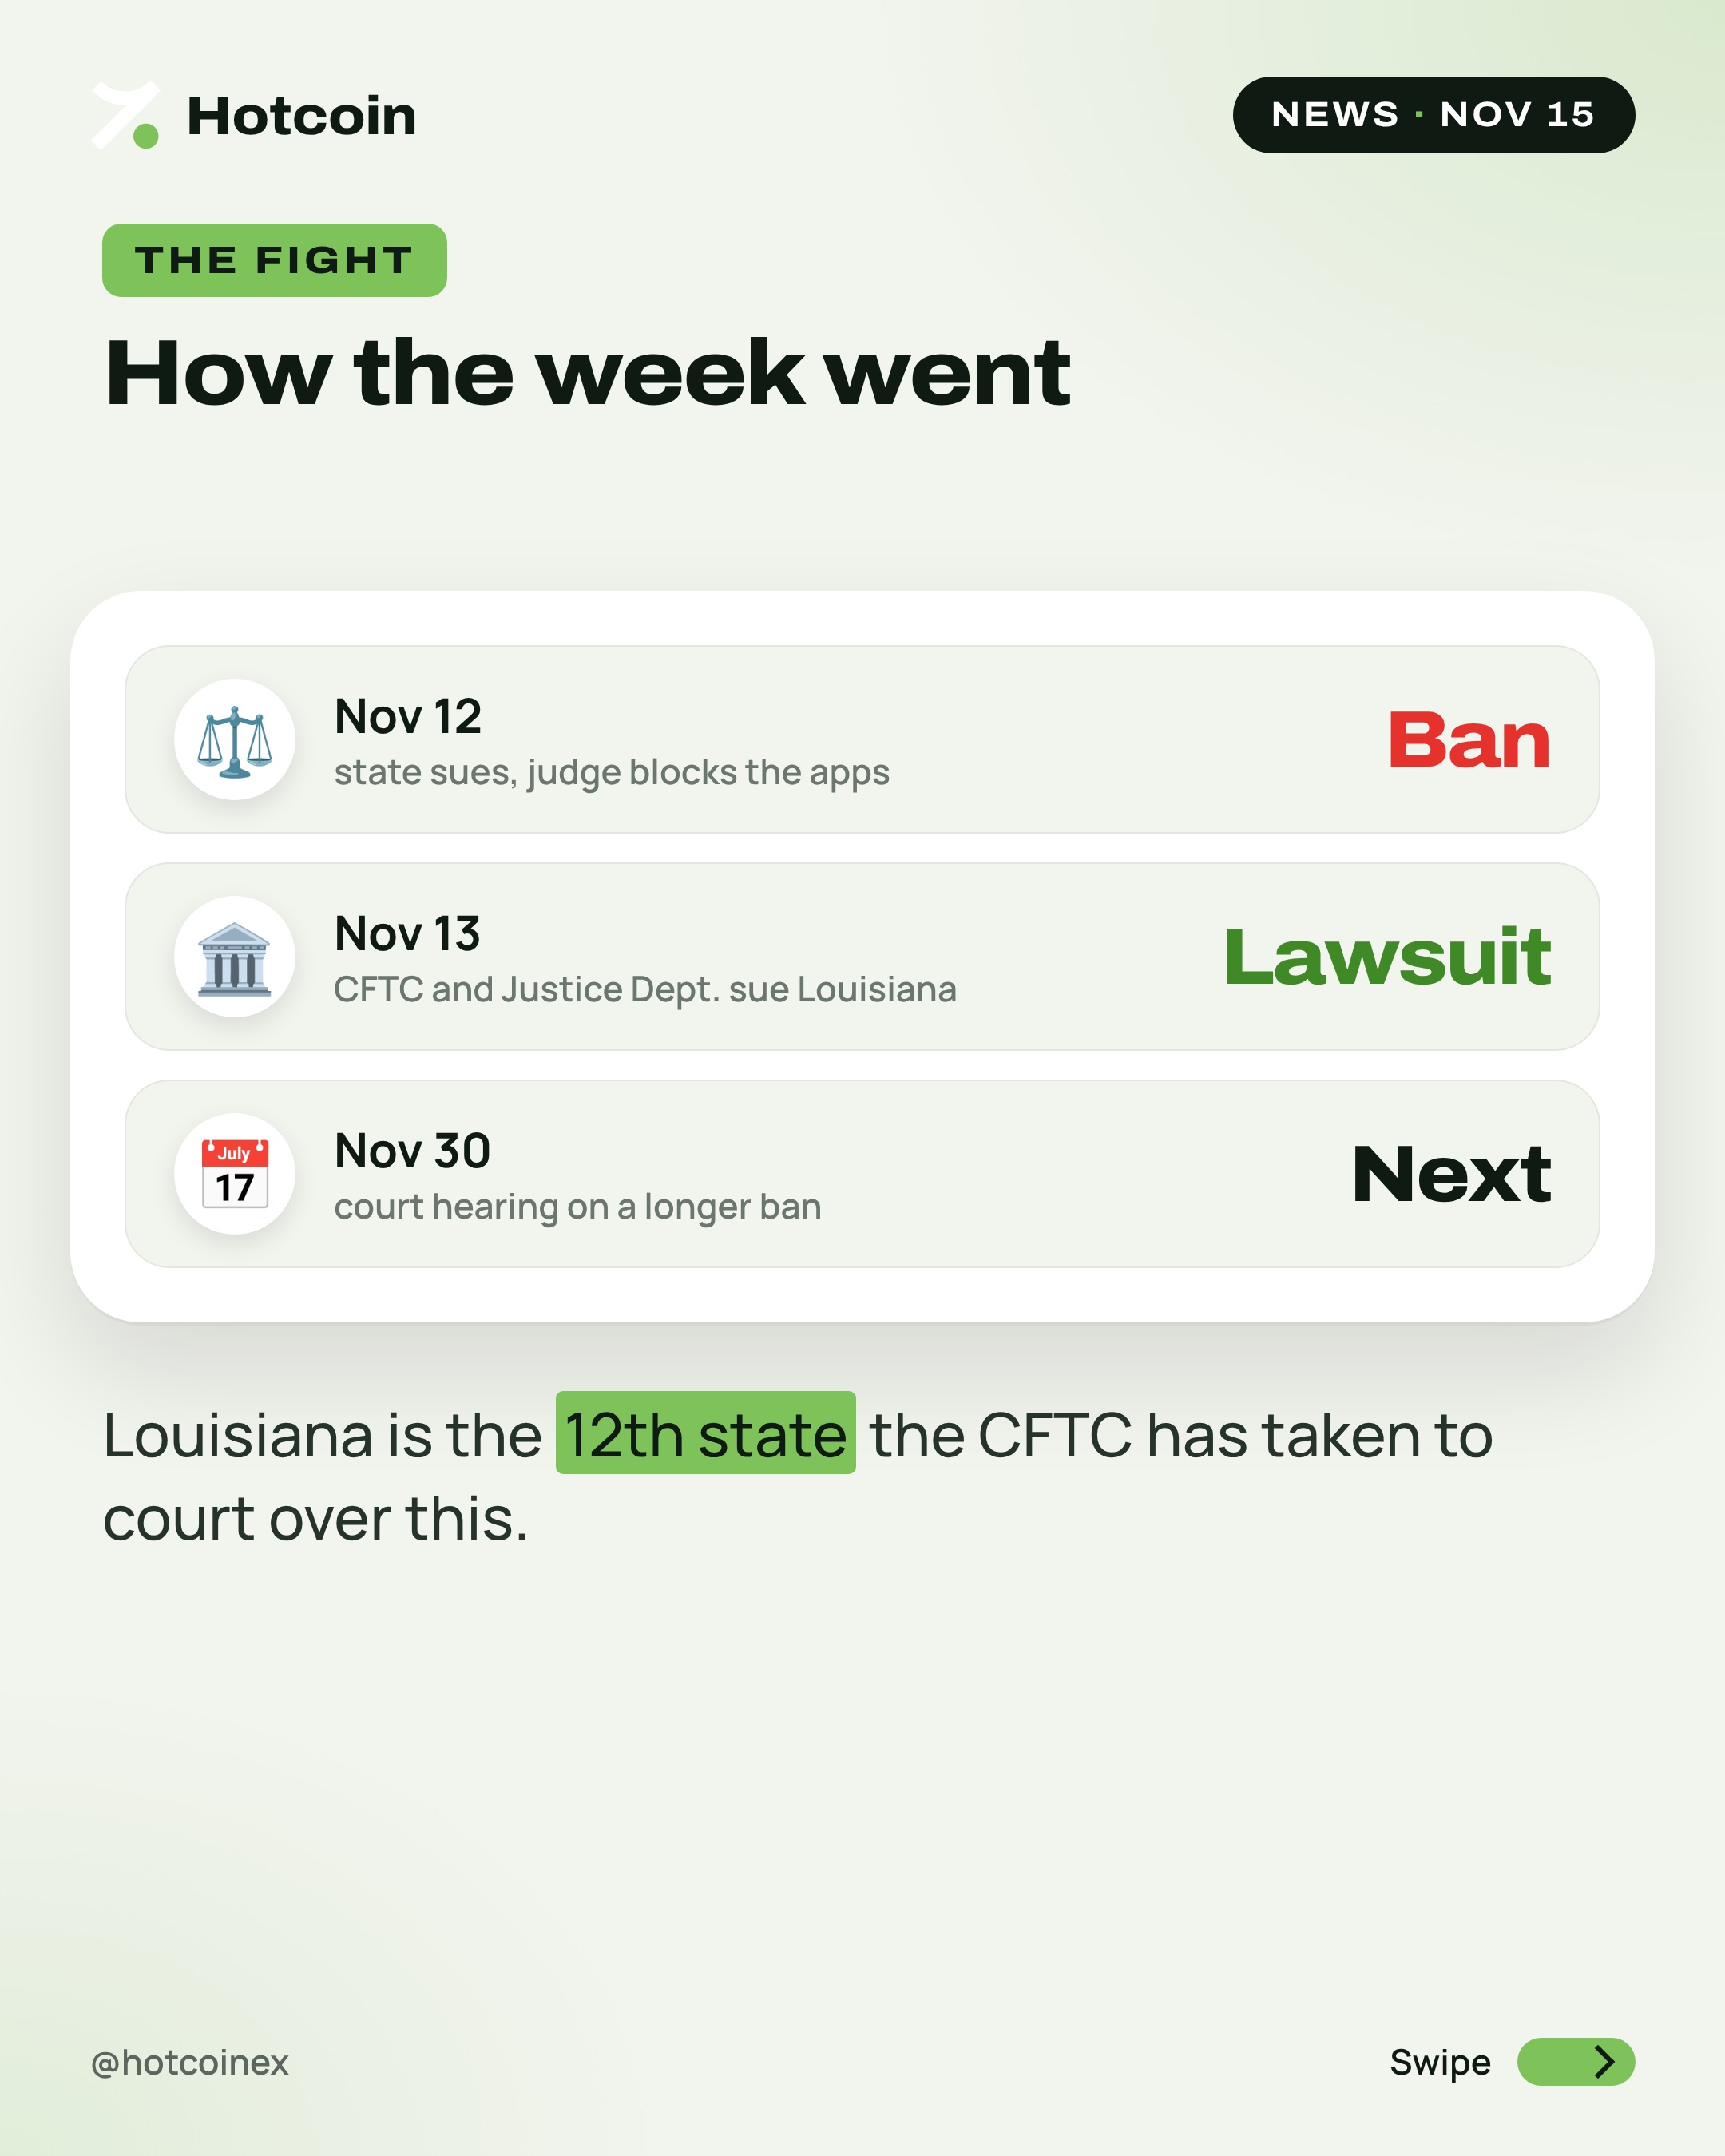 Hotcoin
NEWS · NOV 15
THE FIGHT
How the week went
Nov 12
state sues, judge blocks the apps
Ban
Nov 13
CFTC and Justice Dept. sue Louisiana
Lawsuit
July
17
Nov 30
court hearing on a longer ban
Next
Louisiana is the 12th state the CFTC has taken to
court over this.
@hotcoinex
Swipe